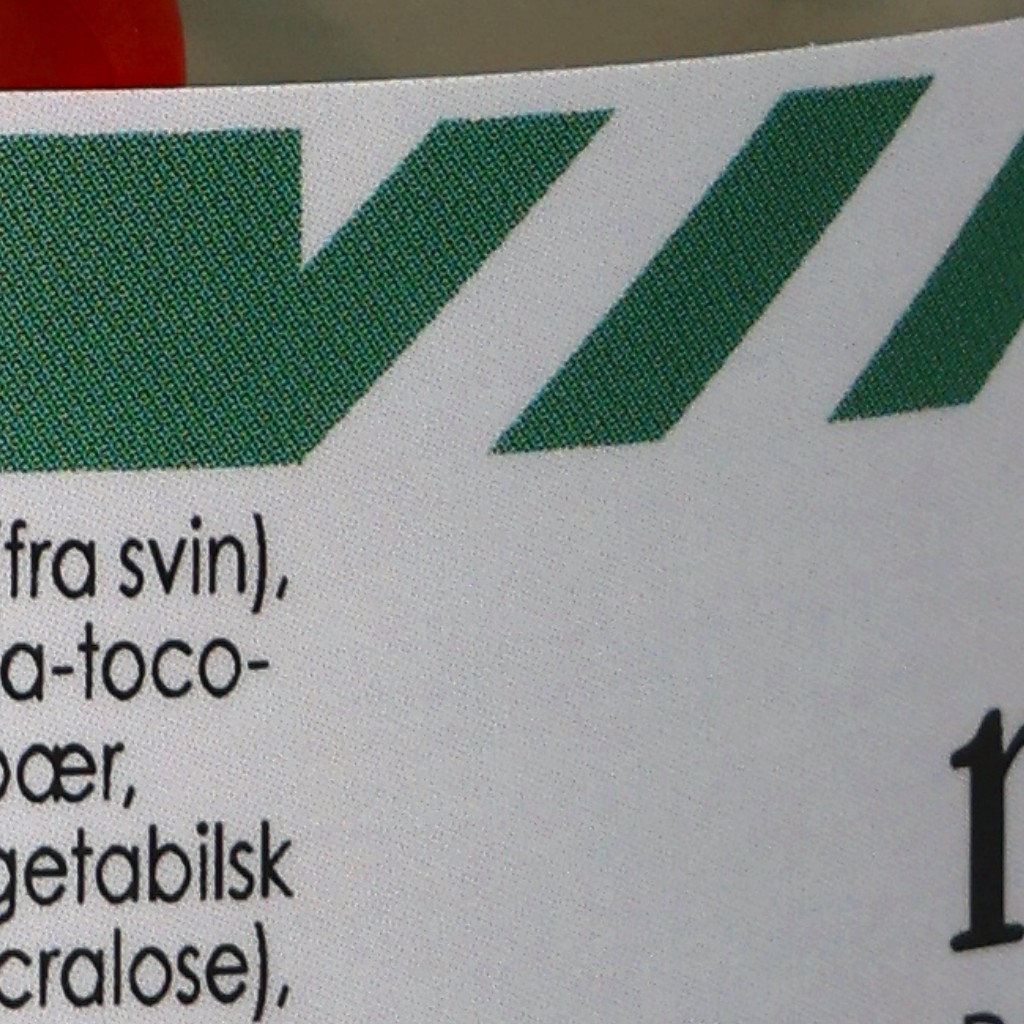 (fra svin),
a-toco-
bær,
getabilsk
cralose),